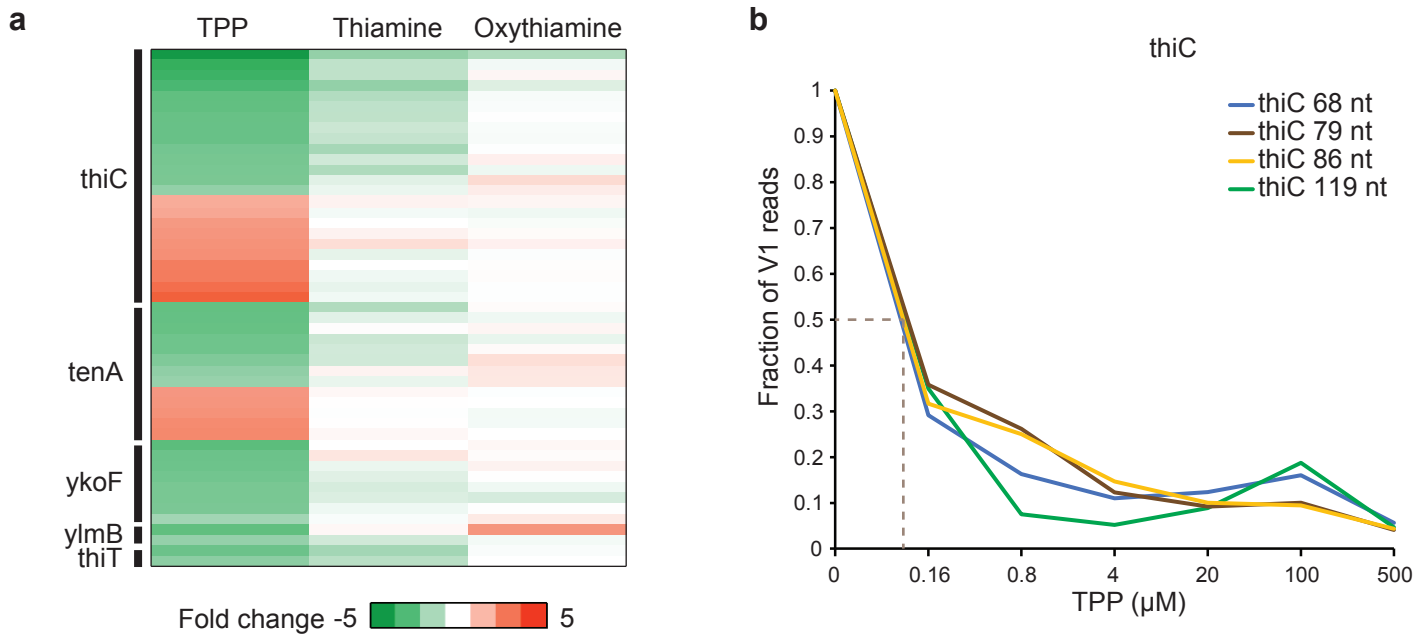 a
TPP Thiamine Oxythiamine
thiC
tenA
ykoF
ylmB
thiT
Fold change -5 5
b
thiC
thiC 68 nt
thiC 79 nt
thiC 86 nt
thiC 119 nt
Fraction of V1 reads
1
0.9
0.8
0.7
0.6
0.5
0.4
0.3
0.2
0.1
0
0 0.16 0.8 4 20 100 500
TPP (µM)